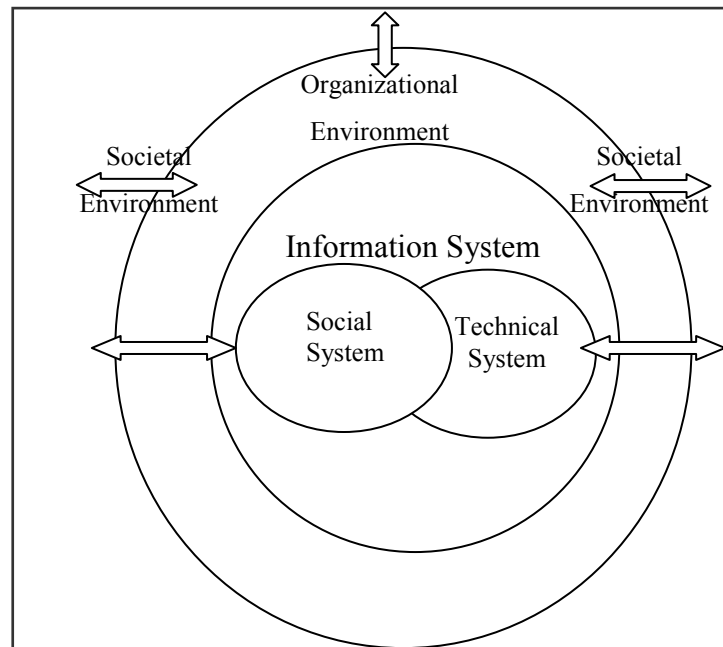 Organizational
Environment
Societal
Environment
Societal
Environment
Information System
Social
System
Technical
System